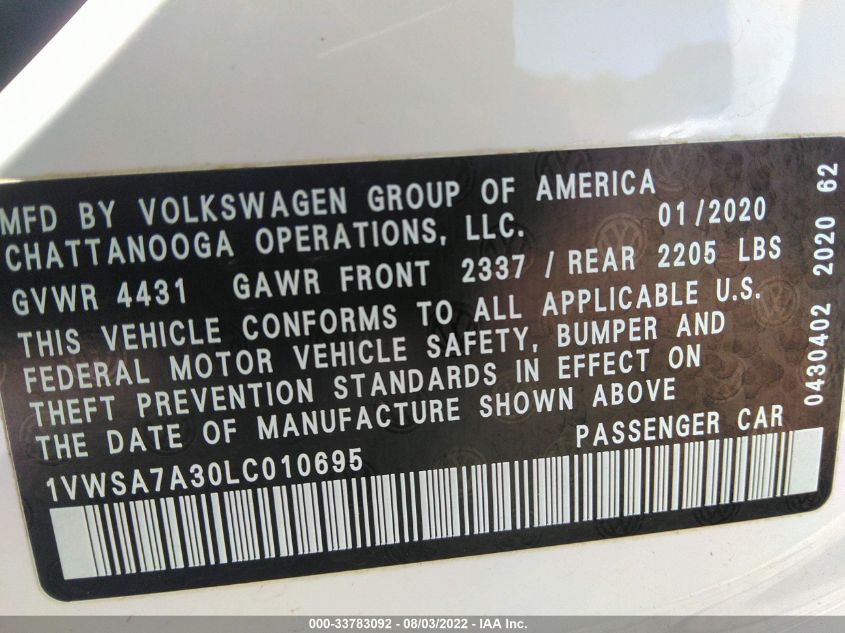 MFD BY VOLKSWAGEN GROUP OF AMERICA
CHATTANOOGA OPERATIONS, LLC. 01/2020
GVWR 4431 GAWR FRONT 2337 / REAR 2205 LBS
THIS VEHICLE CONFORMS TO ALL APPLICABLE U.S.
FEDERAL MOTOR VEHICLE SAFETY, BUMPER AND
THEFT PREVENTION STANDARDS IN EFFECT ON
THE DATE OF MANUFACTURE SHOWN ABOVE
1VWSA7A30LC010695 PASSENGER CAR
0430402 2020 62
000-33783092 - 08/03/2022 - IAA Inc.